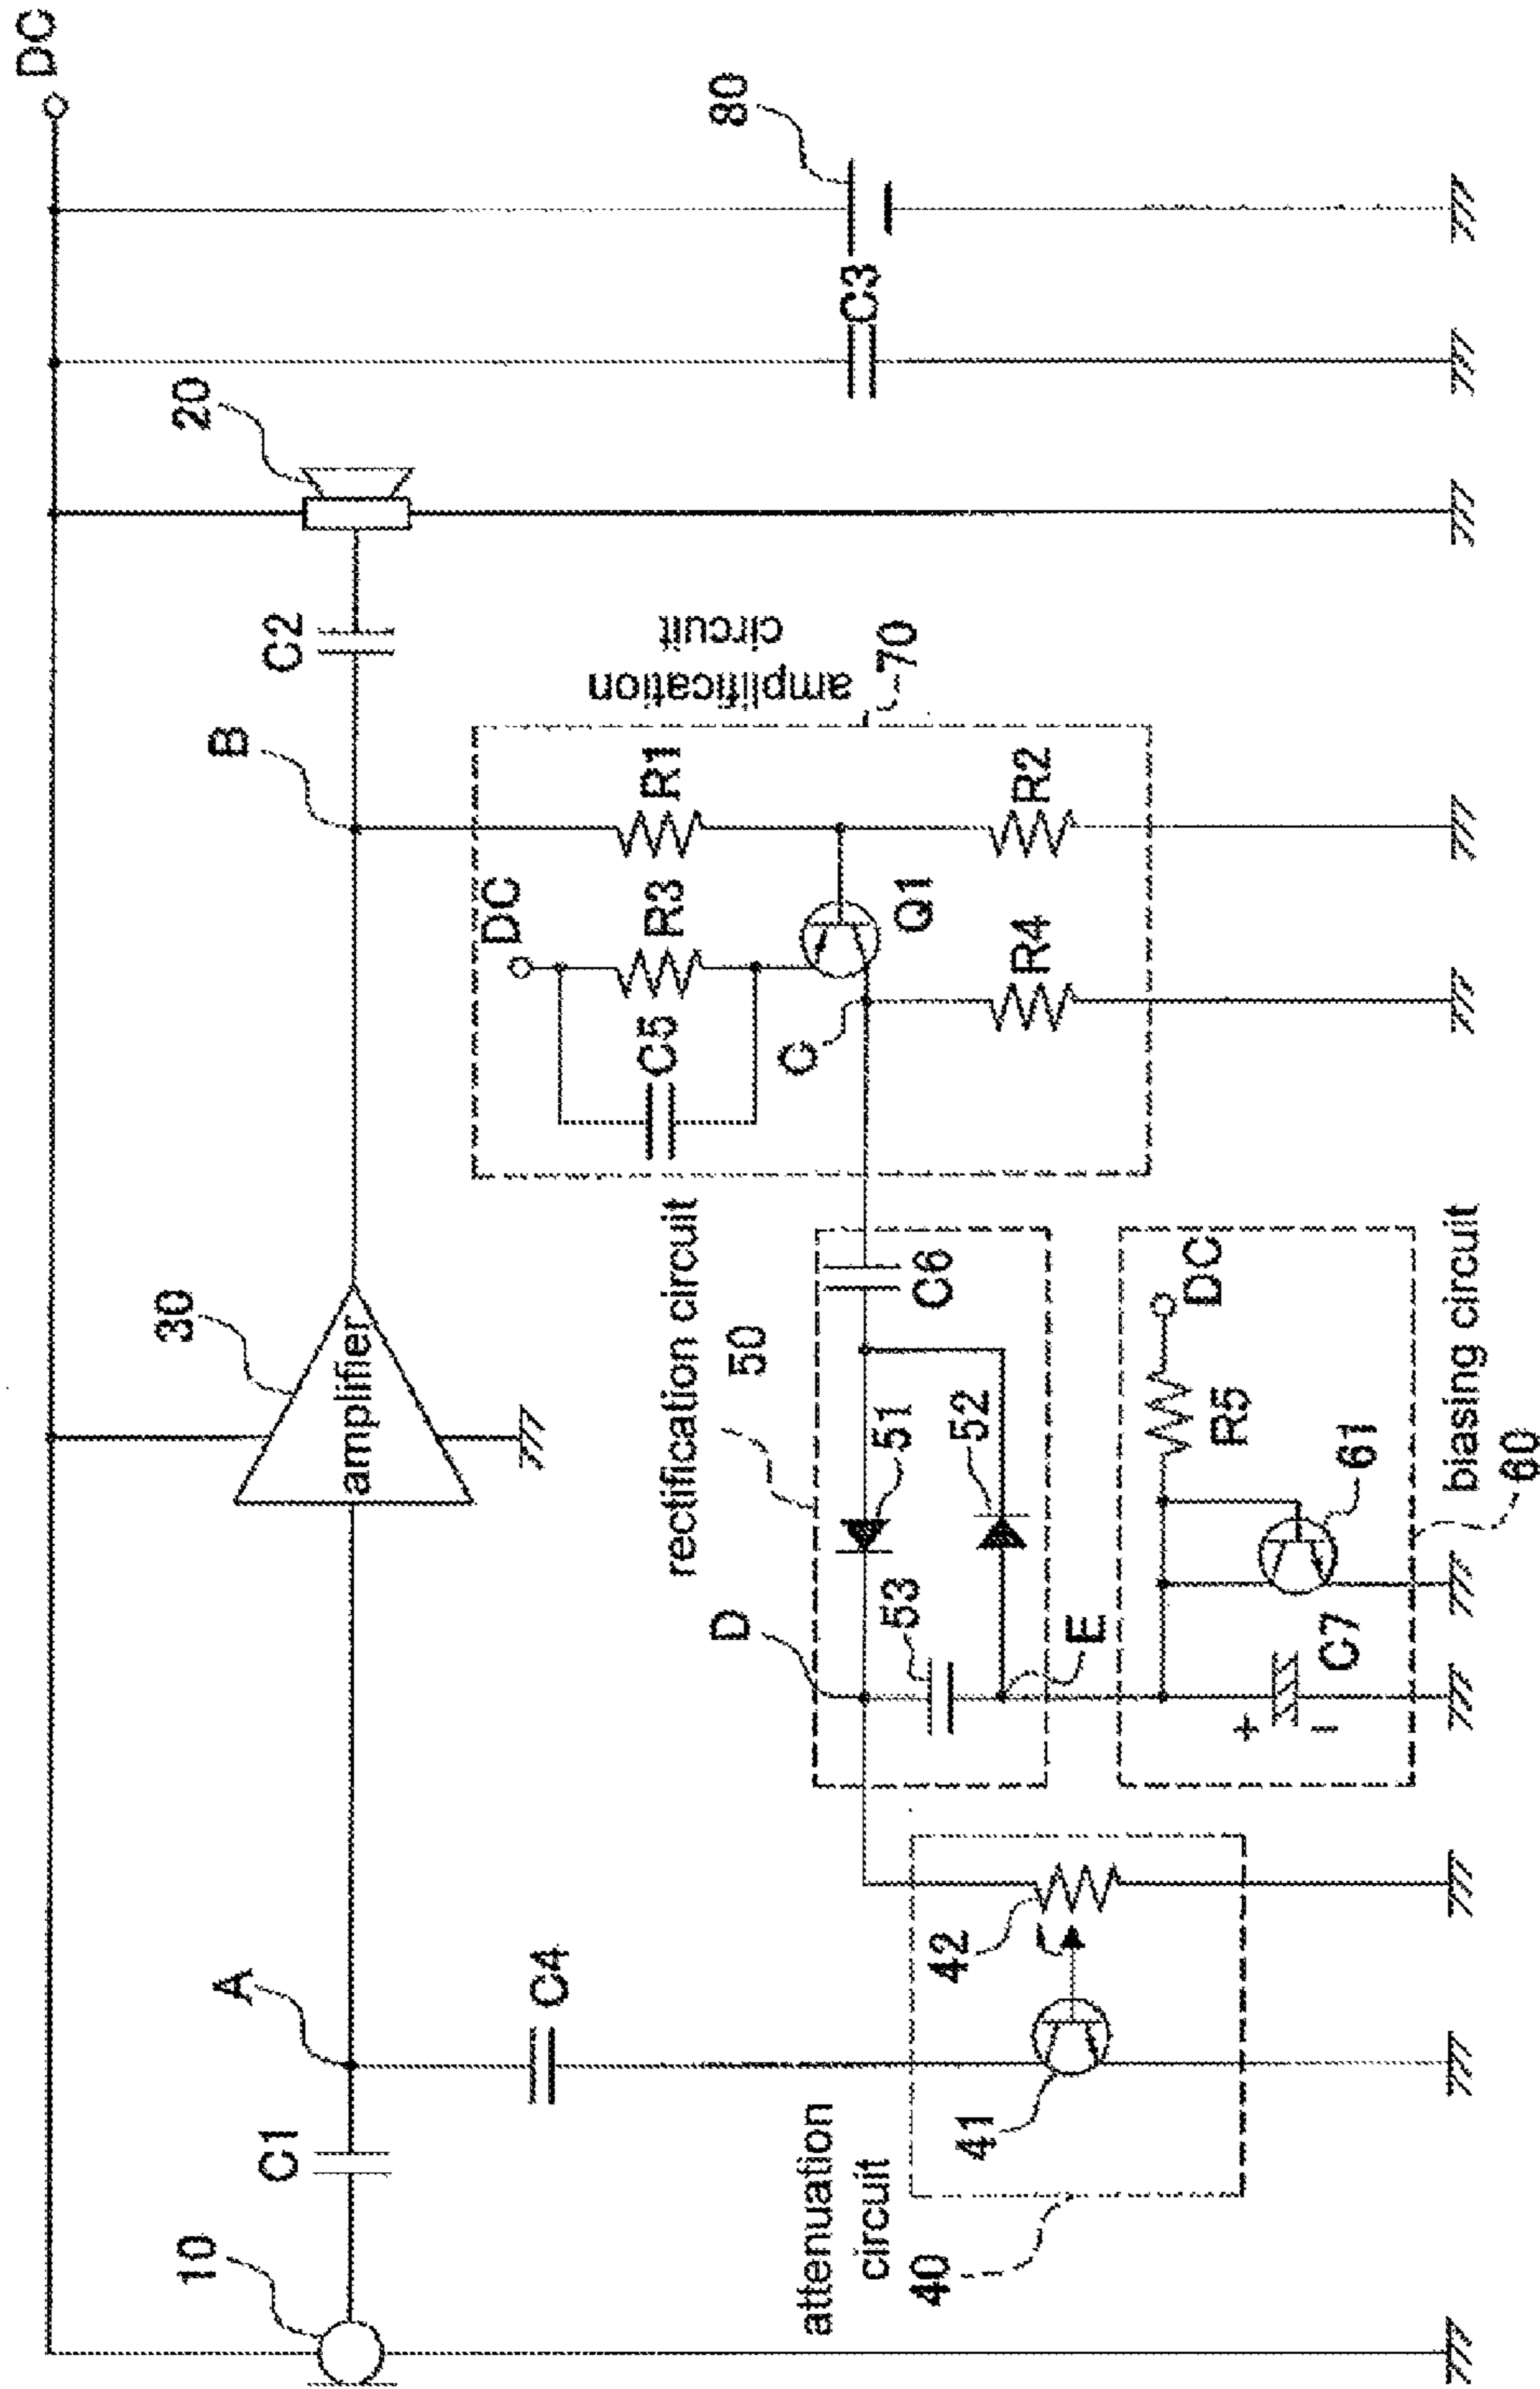 DC
80
C3
20
C2
B
amplification
circuit
70
R1
R2
DC
R3
Q1
R4
C5
C
30
amplifier
rectification circuit
50
C6
51
52
53
D
E
DC
R5
61
C7
+
−
biasing circuit
60
A
C4
42
41
attenuation
circuit
40
C1
10